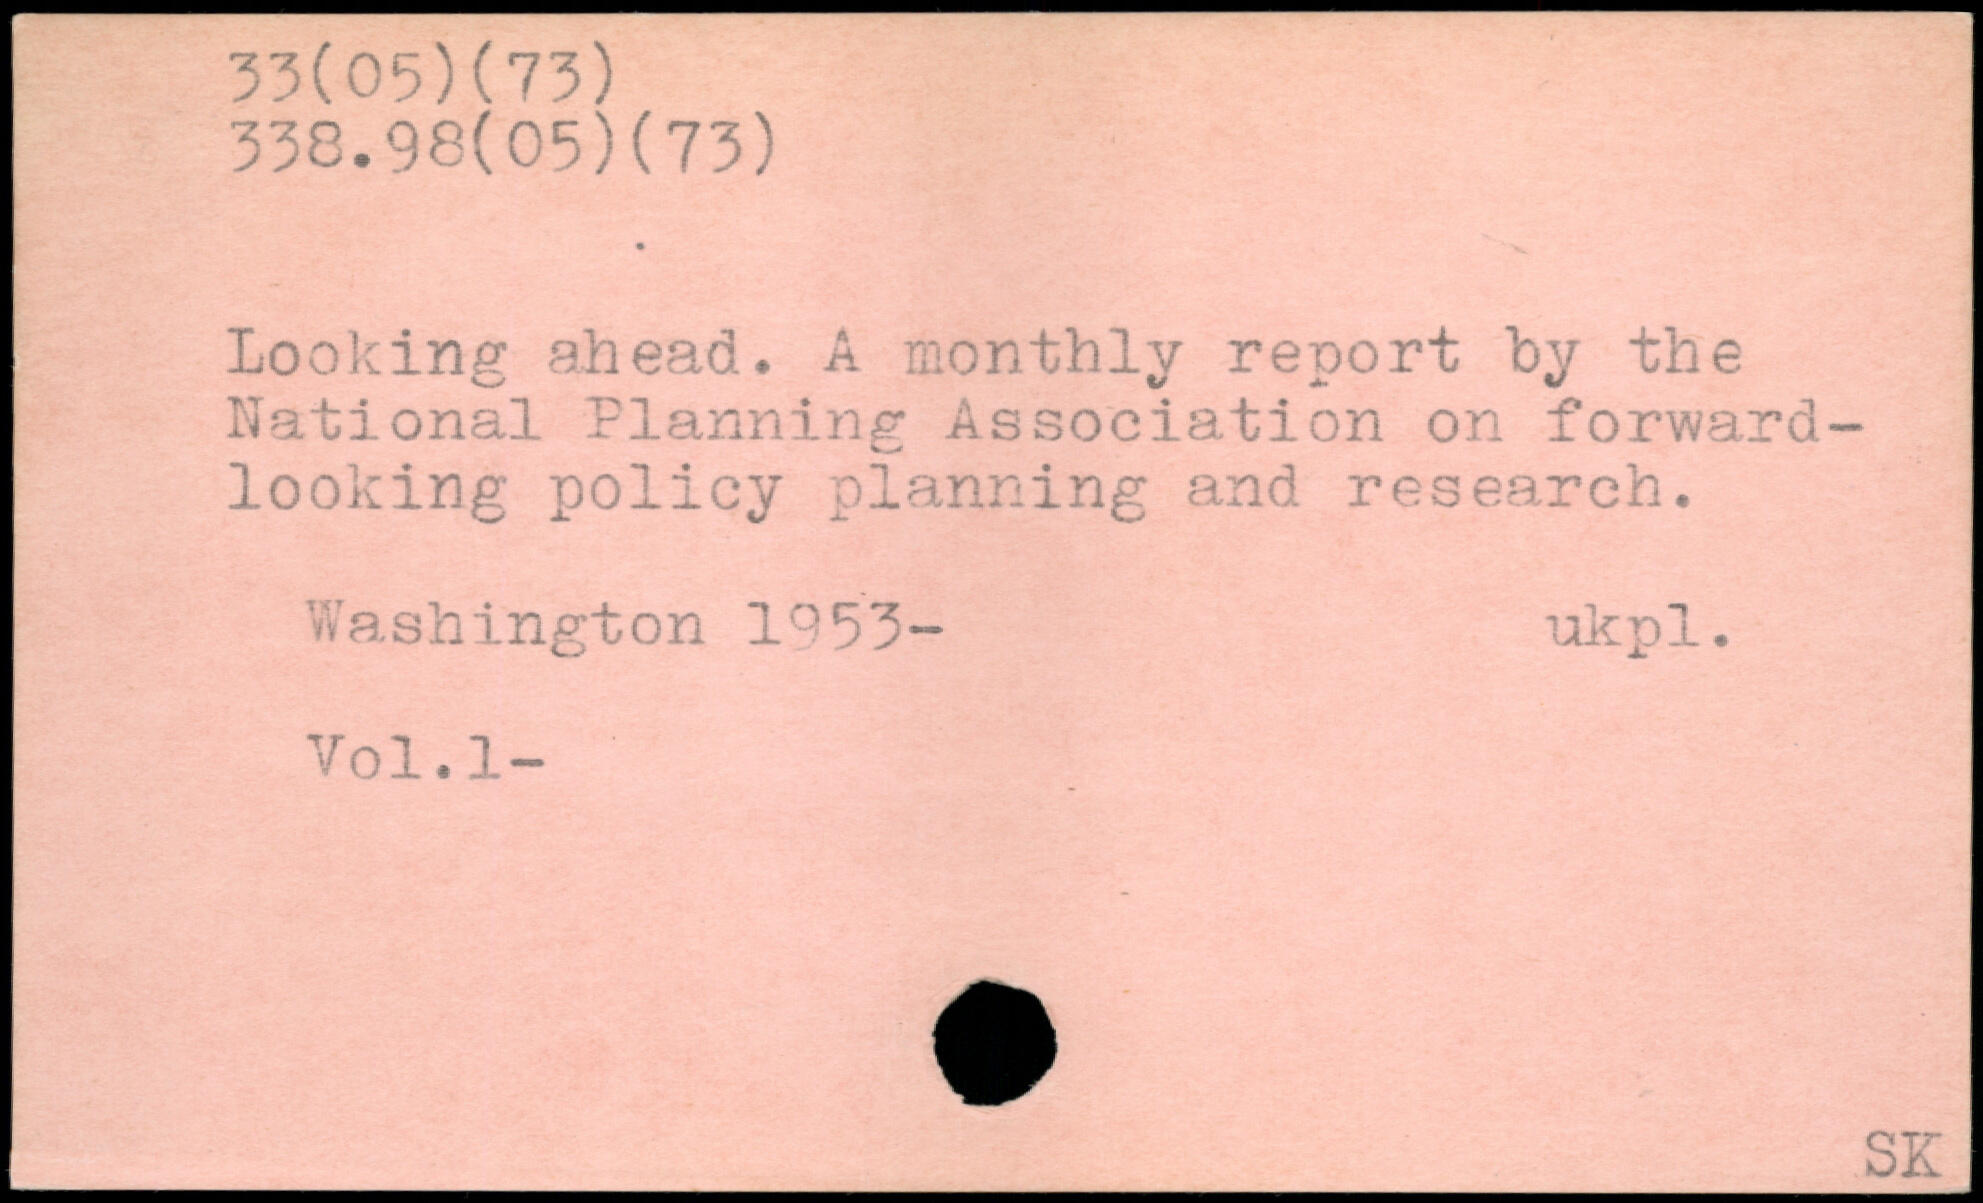 33(05)(73)
338.98(05)(73)
Looking ahead. A monthly report by the
National Planning Association on forward-
looking policy planning and research.
Washington 1953- ukpl.
Vol.1-
SK